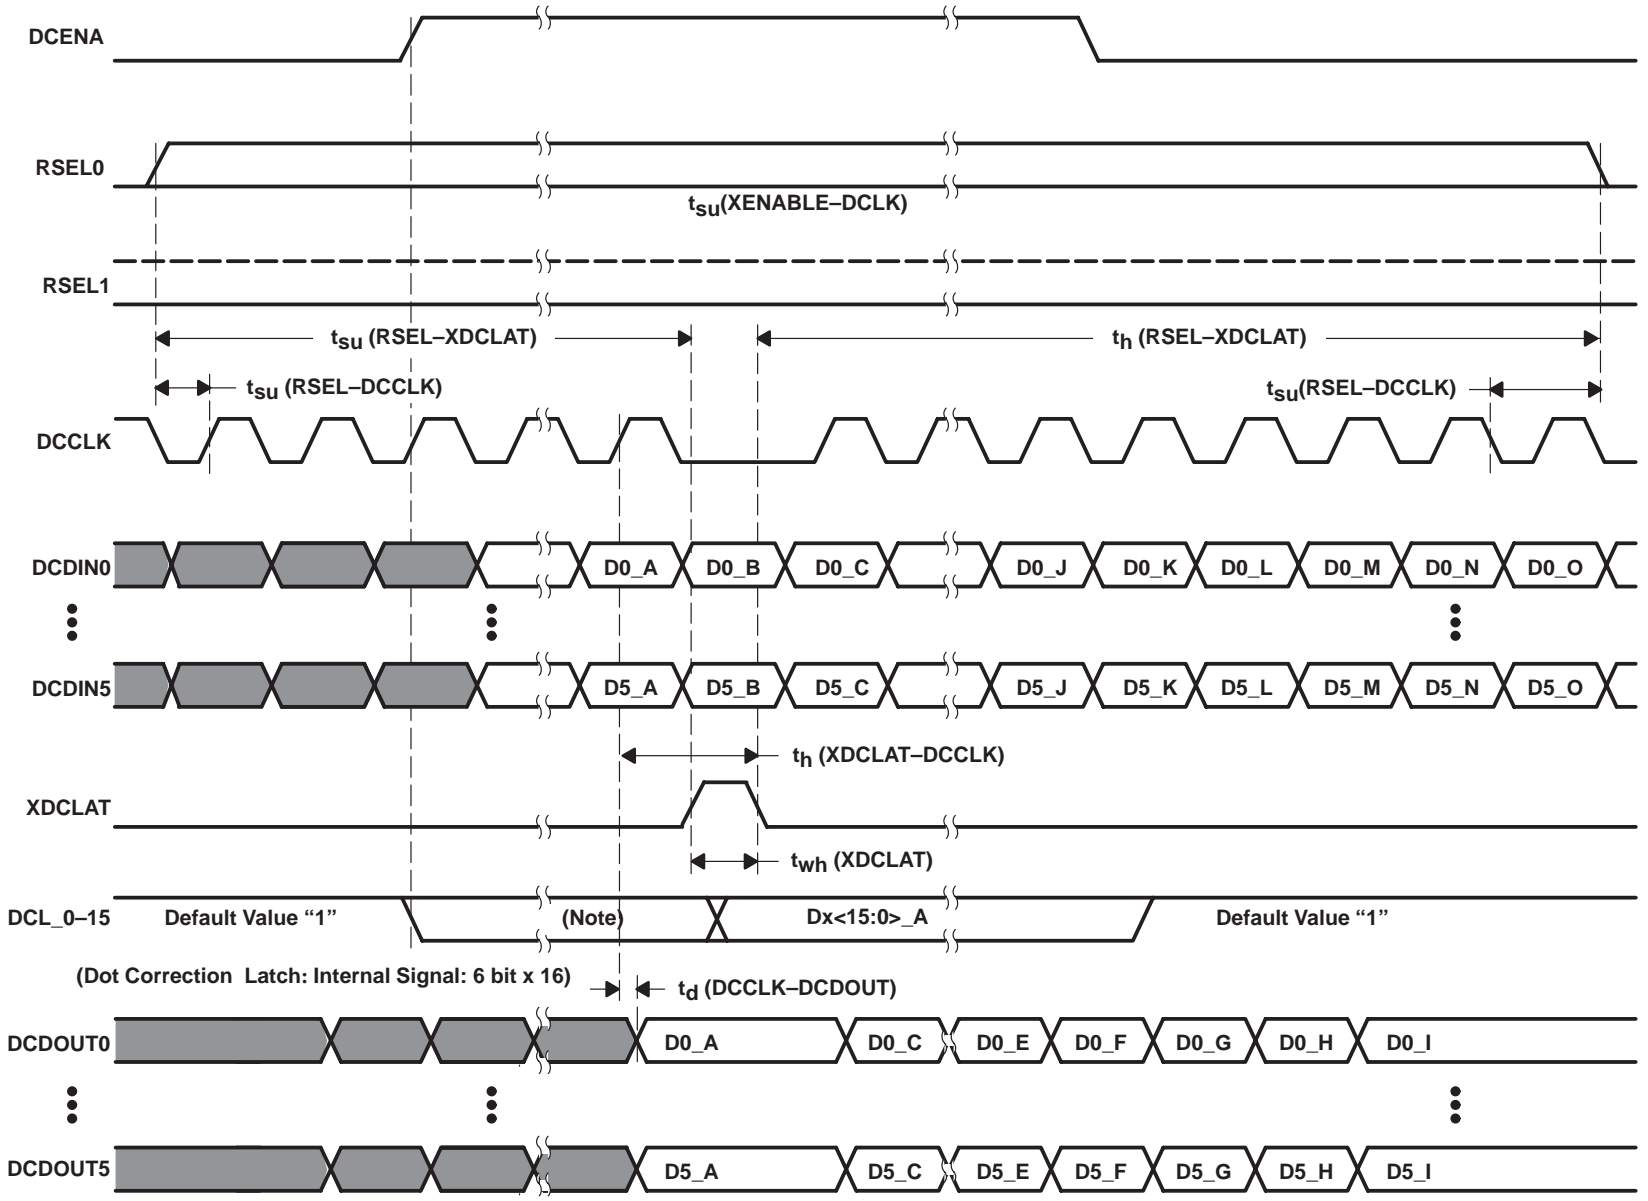 DCENA
RSEL0
tsu(XENABLE–DCLK)
RSEL1
tsu (RSEL–XDCLAT)
th (RSEL–XDCLAT)
tsu (RSEL–DCCLK)
tsu(RSEL–DCCLK)
DCCLK
DCDIN0 D0_A D0_B D0_C D0_J D0_K D0_L D0_M D0_N D0_O
DCDIN5 D5_A D5_B D5_C D5_J D5_K D5_L D5_M D5_N D5_O
th (XDCLAT–DCCLK)
XDCLAT
twh (XDCLAT)
DCL_0–15 Default Value “1” (Note) Dx<15:0>_A Default Value “1”
(Dot Correction Latch: Internal Signal: 6 bit x 16)
td (DCCLK–DCDOUT)
DCDOUT0 D0_A D0_C D0_E D0_F D0_G D0_H D0_I
DCDOUT5 D5_A D5_C D5_E D5_F D5_G D5_H D5_I